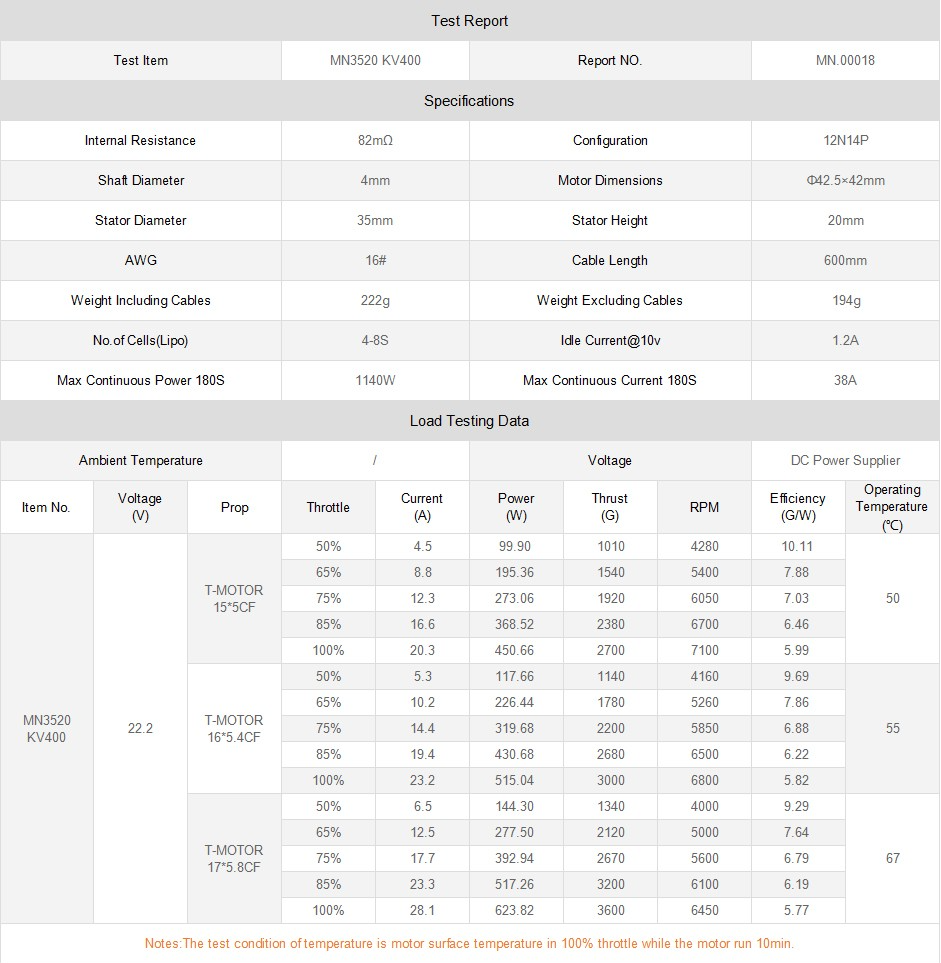 Test Report
Test Item MN3520 KV400 Report NO. MN.00018
Specifications
Internal Resistance 82mΩ Configuration 12N14P
Shaft Diameter 4mm Motor Dimensions Φ42.5×42mm
Stator Diameter 35mm Stator Height 20mm
AWG 16# Cable Length 600mm
Weight Including Cables 222g Weight Excluding Cables 194g
No.of Cells(Lipo) 4-8S Idle Current@10v 1.2A
Max Continuous Power 180S 1140W Max Continuous Current 180S 38A
Load Testing Data
Ambient Temperature / Voltage DC Power Supplier
Item No. Voltage (V) Prop Throttle Current (A) Power (W) Thrust (G) RPM Efficiency (G/W) Operating Temperature (℃)
MN3520 KV400 22.2
T-MOTOR 15*5CF
50% 4.5 99.90 1010 4280 10.11
65% 8.8 195.36 1540 5400 7.88
75% 12.3 273.06 1920 6050 7.03
85% 16.6 368.52 2380 6700 6.46
100% 20.3 450.66 2700 7100 5.99
50
T-MOTOR 16*5.4CF
50% 5.3 117.66 1140 4160 9.69
65% 10.2 226.44 1780 5260 7.86
75% 14.4 319.68 2200 5850 6.88
85% 19.4 430.68 2680 6500 6.22
100% 23.2 515.04 3000 6800 5.82
55
T-MOTOR 17*5.8CF
50% 6.5 144.30 1340 4000 9.29
65% 12.5 277.50 2120 5000 7.64
75% 17.7 392.94 2670 5600 6.79
85% 23.3 517.26 3200 6100 6.19
100% 28.1 623.82 3600 6450 5.77
67
Notes:The test condition of temperature is motor surface temperature in 100% throttle while the motor run 10min.